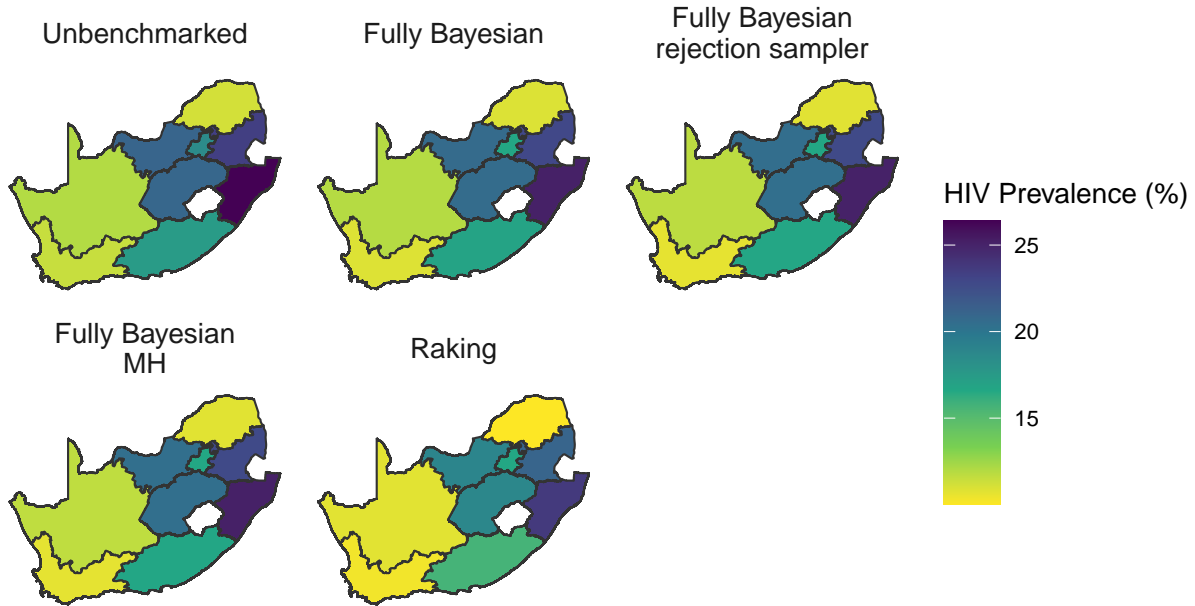 Unbenchmarked
Fully Bayesian
Fully Bayesian
rejection sampler
HIV Prevalence (%)
25
20
15
Fully Bayesian
MH
Raking